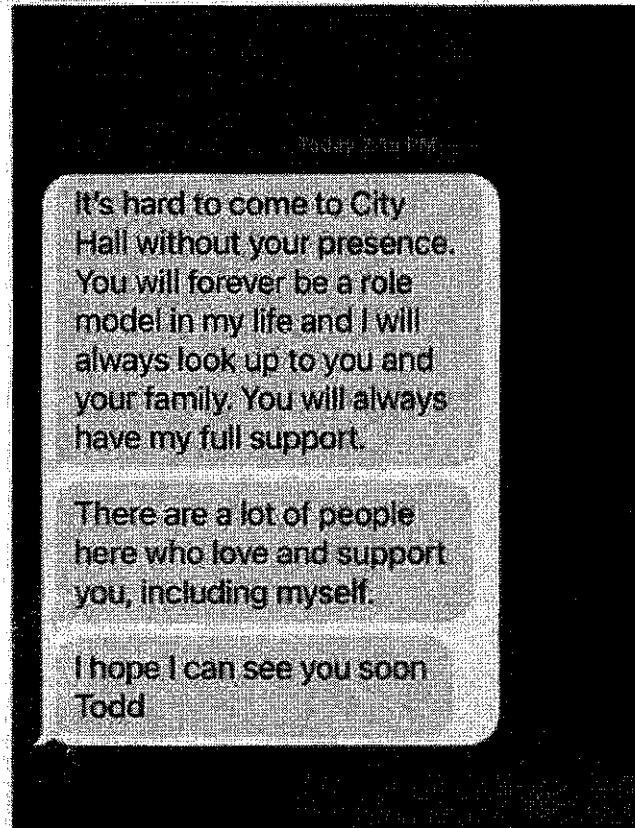 Today PM
It's hard to come to City
Hall without your presence.
You will forever be a role
model in my life and I will
always look up to you and
your family. You will always
have my full support.
There are a lot of people
here who love and support
you, including myself.
I hope I can see you soon
Todd